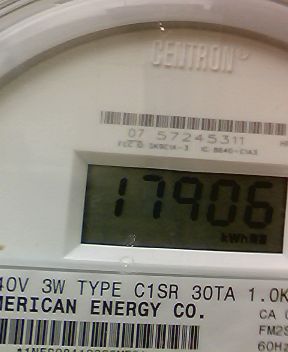 CENTRON®
07 57245311
17906
kWh
40V 3W TYPE C1SR 30TA 1.0K
MERICAN ENERGY CO.
CA
FM2S
60Hz